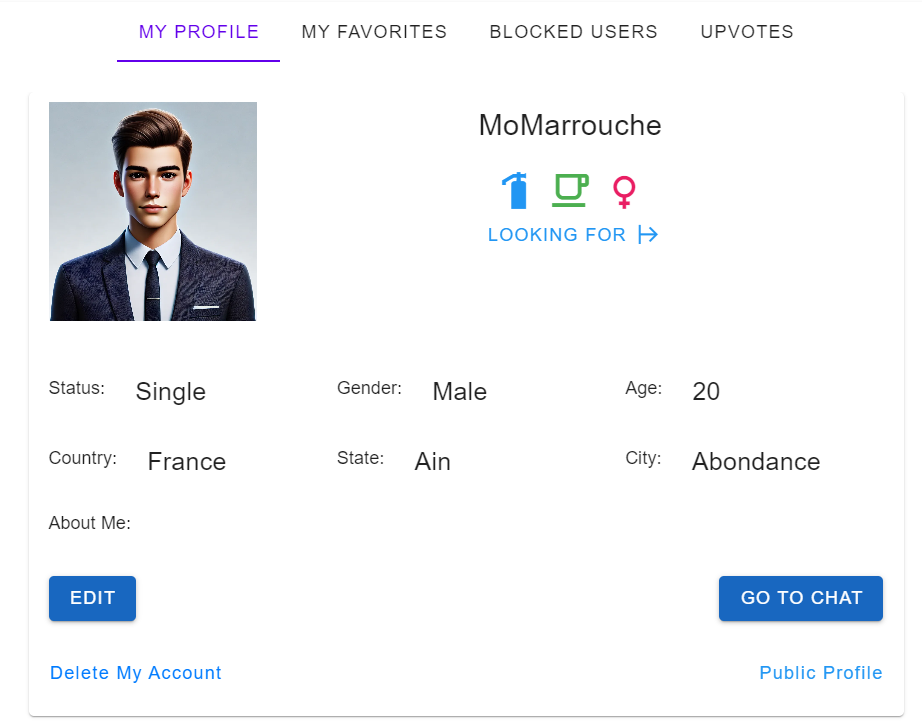 MY PROFILE MY FAVORITES BLOCKED USERS UPVOTES
MoMarrouche
LOOKING FOR
Status: Single Gender: Male Age: 20
Country: France State: Ain City: Abondance
About Me:
EDIT GO TO CHAT
Delete My Account Public Profile